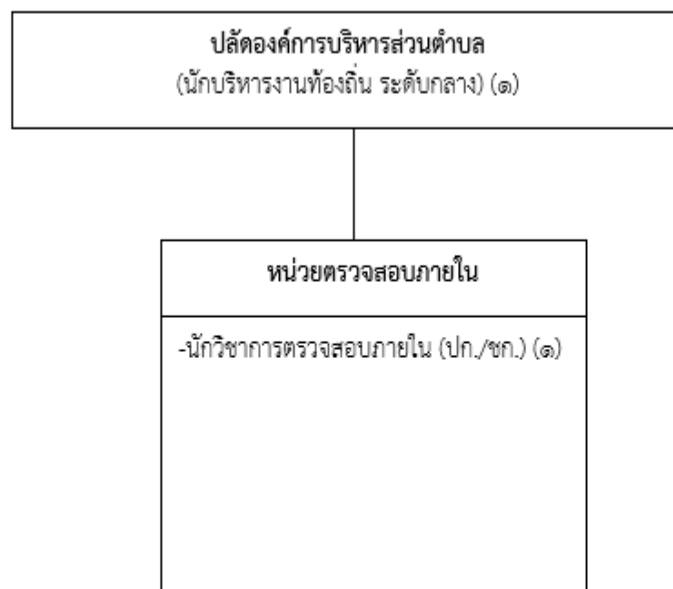 ปลัดองค์การบริหารส่วนตำบล
(นักบริหารงานท้องถิ่น ระดับกลาง) (๑)
หน่วยตรวจสอบภายใน
-นักวิชาการตรวจสอบภายใน (ปก./ชก.) (๑)